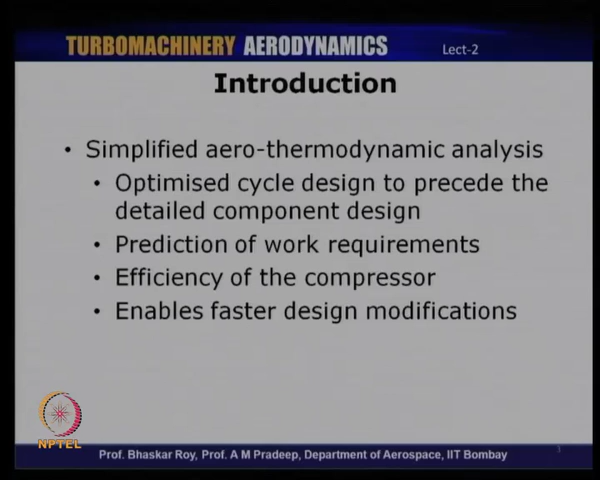 TURBOMACHINERY AERODYNAMICS Lect-2
Introduction
• Simplified aero-thermodynamic analysis
• Optimised cycle design to precede the
detailed component design
• Prediction of work requirements
• Efficiency of the compressor
• Enables faster design modifications
NPTEL
Prof. Bhaskar Roy, Prof. A M Pradeep, Department of Aerospace, IIT Bombay
1